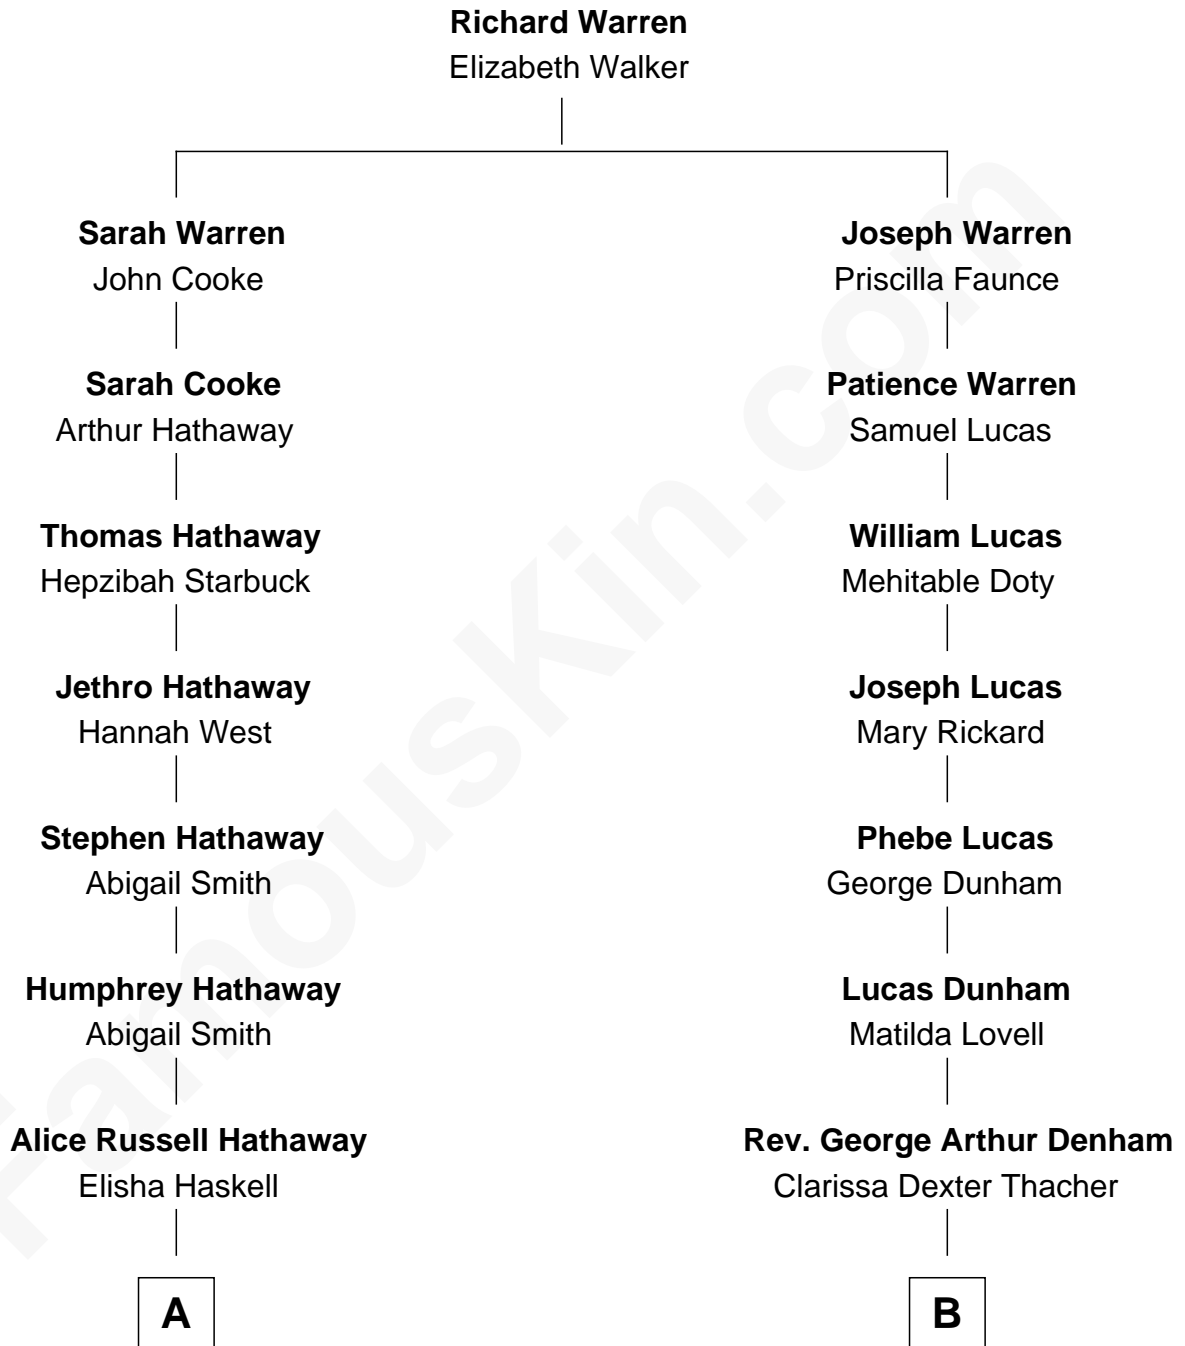 Richard Warren
Elizabeth Walker
Sarah Warren
John Cooke
Joseph Warren
Priscilla Faunce
Sarah Cooke
Arthur Hathaway
Patience Warren
Samuel Lucas
Thomas Hathaway
Hepzibah Starbuck
William Lucas
Mehitable Doty
Jethro Hathaway
Hannah West
Joseph Lucas
Mary Rickard
Stephen Hathaway
Abigail Smith
Phebe Lucas
George Dunham
Humphrey Hathaway
Abigail Smith
Lucas Dunham
Matilda Lovell
Alice Russell Hathaway
Elisha Haskell
Rev. George Arthur Denham
Clarissa Dexter Thacher
A
B
FamousKin.com